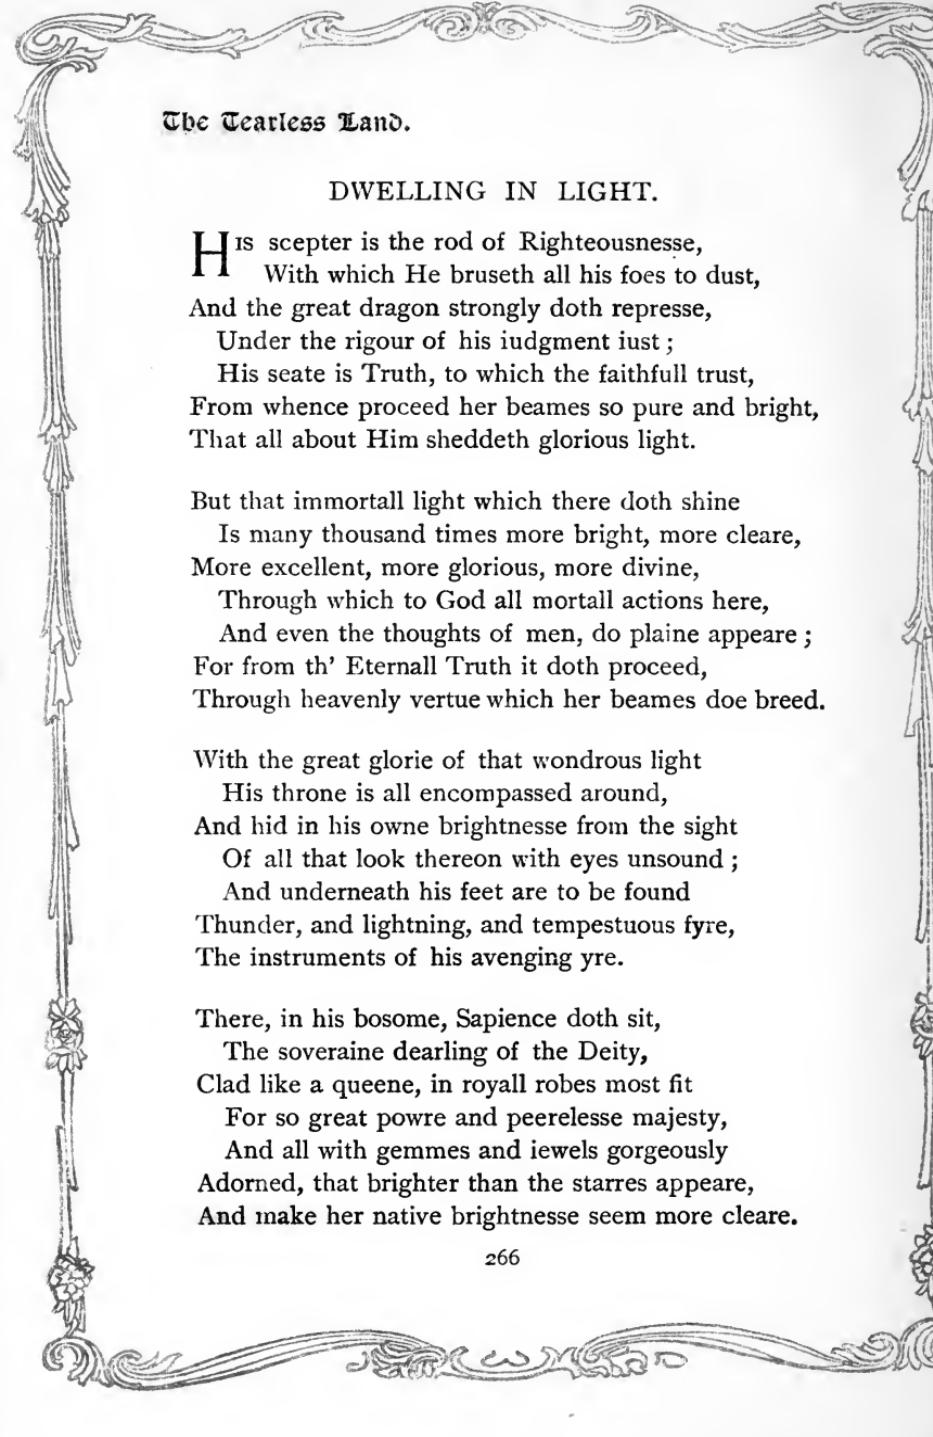 The Tearless Land.
DWELLING IN LIGHT.
HIS scepter is the rod of Righteousnesse,
With which He bruseth all his foes to dust,
And the great dragon strongly doth represse,
Under the rigour of his iudgment iust;
His seate is Truth, to which the faithfull trust,
From whence proceed her beames so pure and bright,
That all about Him sheddeth glorious light.
But that immortall light which there doth shine
Is many thousand times more bright, more cleare,
More excellent, more glorious, more divine,
Through which to God all mortall actions here,
And even the thoughts of men, do plaine appeare;
For from th' Eternall Truth it doth proceed,
Through heavenly vertue which her beames doe breed.
With the great glorie of that wondrous light
His throne is all encompassed around,
And hid in his owne brightnesse from the sight
Of all that look thereon with eyes unsound;
And underneath his feet are to be found
Thunder, and lightning, and tempestuous fyre,
The instruments of his avenging yre.
There, in his bosome, Sapience doth sit,
The soveraine dearling of the Deity,
Clad like a queene, in royall robes most fit
For so great powre and peerelesse majesty,
And all with gemmes and iewels gorgeously
Adorned, that brighter than the starres appeare,
And make her native brightnesse seem more cleare.
266